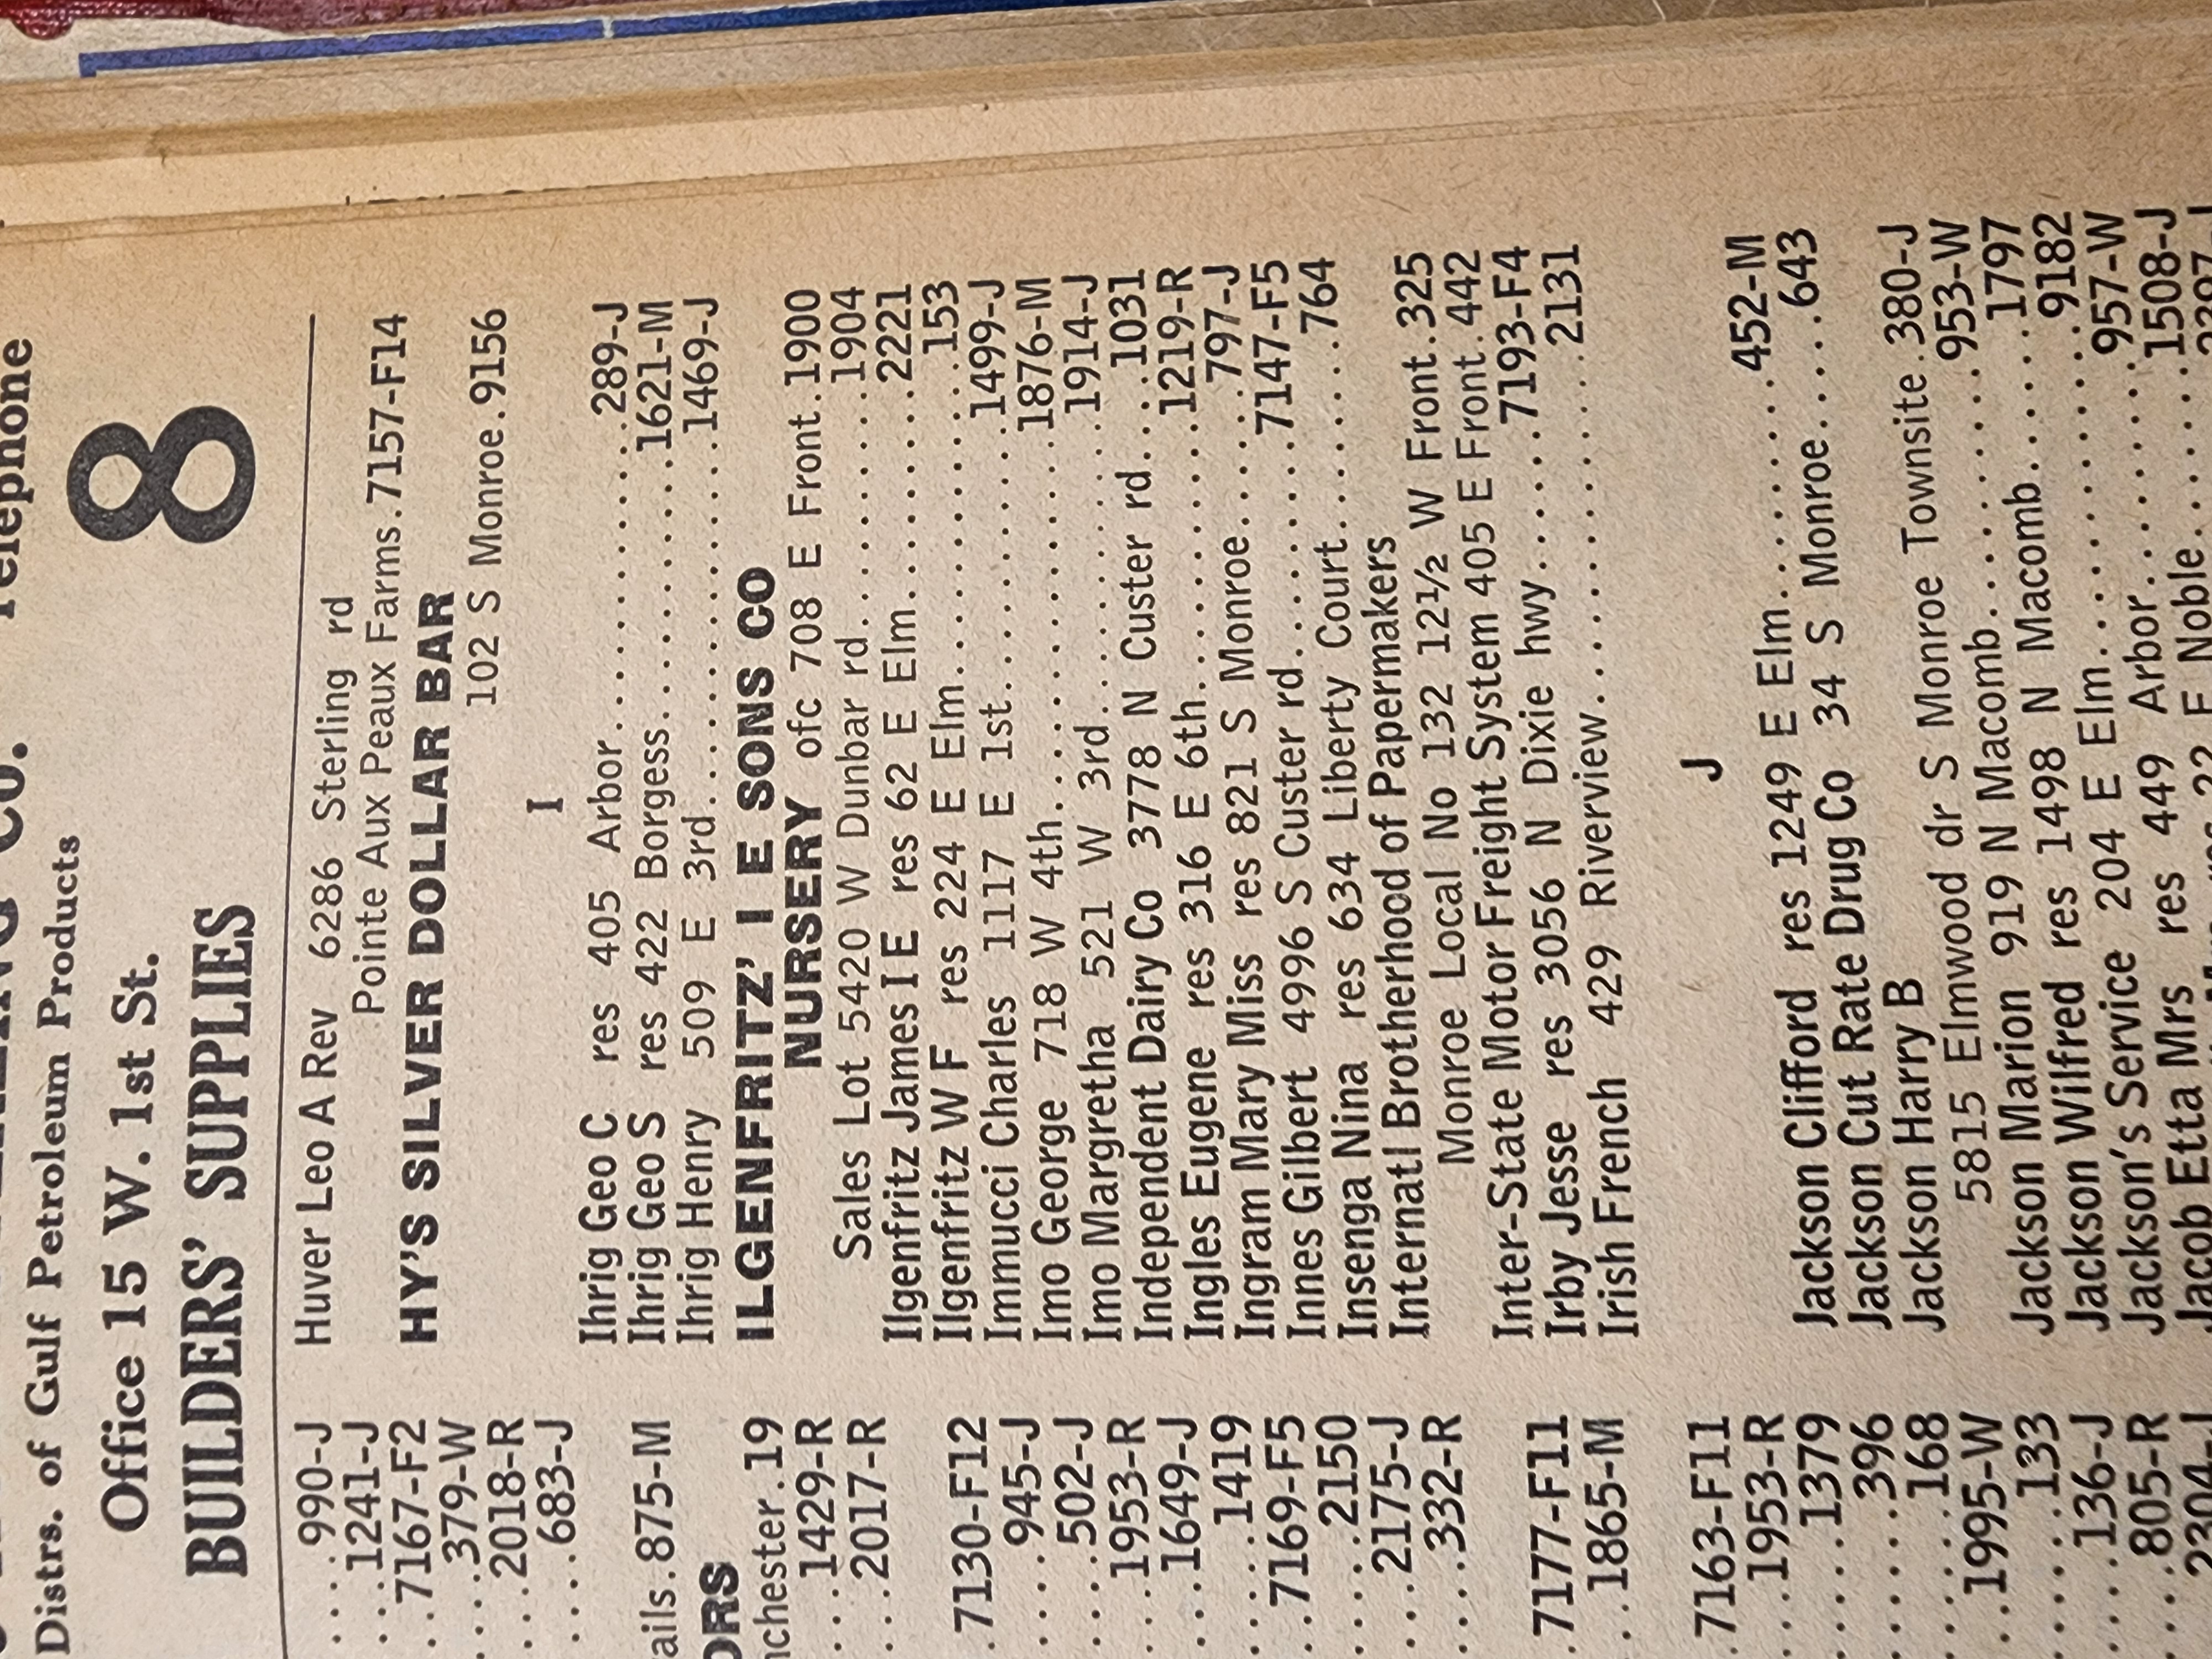 Telephone
8
Distrs. of Gulf Petroleum Products
Office 15 W. 1st St.
BUILDERS' SUPPLIES
990-J
1241-J
7167-F2
379-W
2018-R
683-J
875-M
19
1429-R
2017-R
7130-F12
945-J
502-J
1953-R
1649-J
1419
7169-F5
2150
2175-J
332-R
7177-F11
1865-M
7163-F11
1953-R
1379
396
168
1995-W
133
136-J
805-R
2304-J
Huver Leo A Rev 6286 Sterling rd
Pointe Aux Peaux Farms.7157-F14
HY'S SILVER DOLLAR BAR
102 S Monroe.9156
I
Ihrig Geo C res 405 Arbor..........289-J
Ihrig Geo S res 422 Borgess..........1621-M
Ihrig Henry 509 E 3rd..........1469-J
ILGENFRITZ' I E SONS CO
NURSERY ofc 708 E Front.1900
Sales Lot 5420 W Dunbar rd..........1904
Ilgenfritz James I E res 62 E Elm..........2221
Ilgenfritz W F res 224 E Elm..........153
Immucci Charles 1117 E 1st..........1499-J
Imo George 718 W 4th..........1876-M
Imo Margretha 521 W 3rd..........1914-J
Independent Dairy Co 3778 N Custer rd...1031
Ingles Eugene res 316 E 6th..........1219-R
Ingram Mary Miss res 821 S Monroe......797-J
Innes Gilbert 4996 S Custer rd..........7147-F5
Insenga Nina res 634 Liberty Court..........764
Internatl Brotherhood of Papermakers
Monroe Local No 132 12½ W Front.325
Inter-State Motor Freight System 405 E Front.442
Irby Jesse res 3056 N Dixie hwy.......7193-F4
Irish French 429 Riverview..........2131
J
Jackson Clifford res 1249 E Elm........452-M
Jackson Cut Rate Drug Co 34 S Monroe.....643
Jackson Harry B
5815 Elmwood dr S Monroe Townsite.380-J
Jackson Marion 919 N Macomb..........953-W
Jackson Wilfred res 1498 N Macomb......1797
Jackson's Service 204 E Elm..........9182
Jacob Etta Mrs res 449 Arbor..........957-W
1508-J